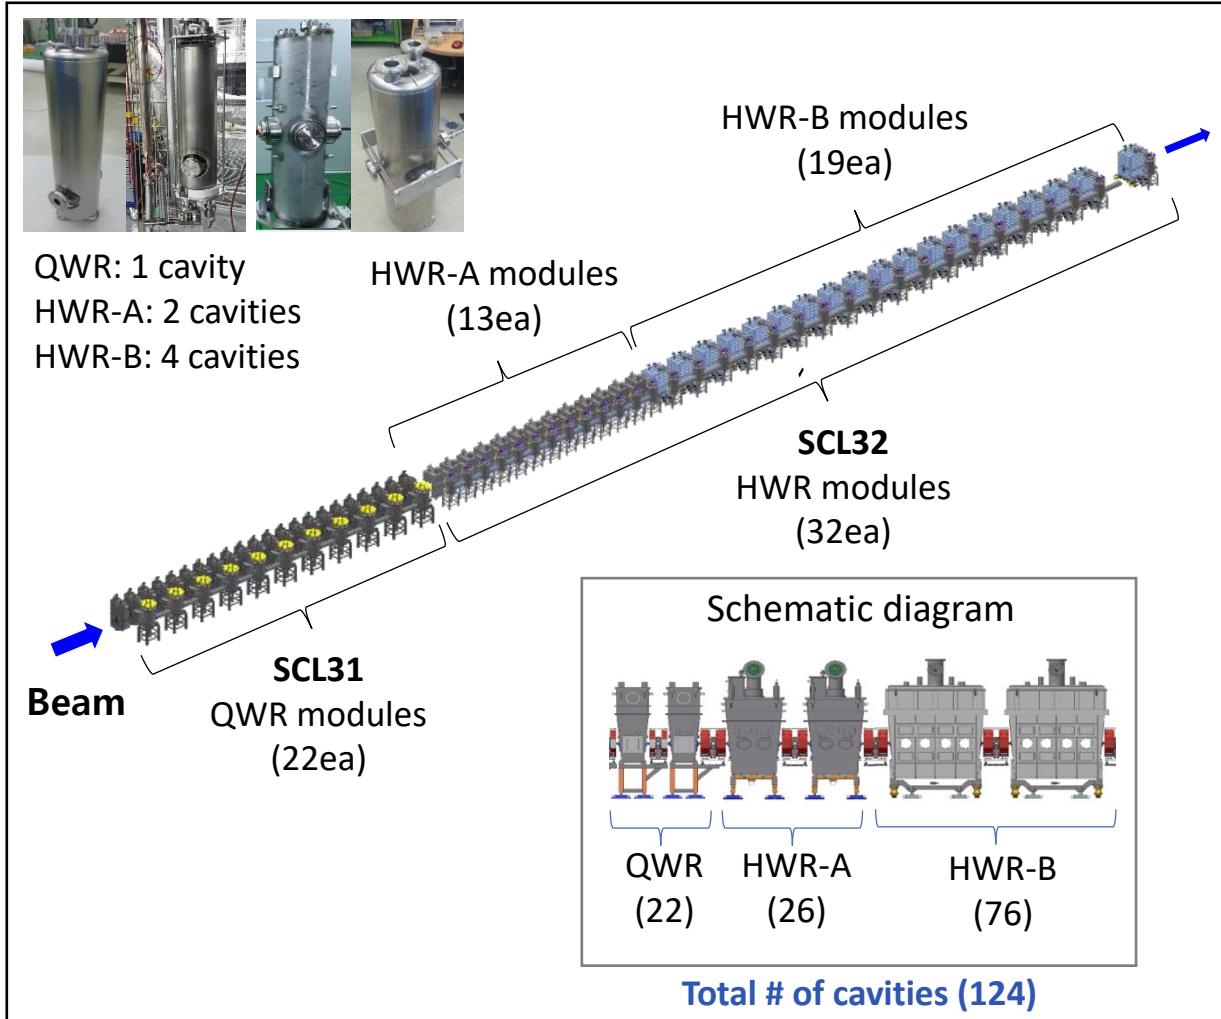 HWR-B modules
(19ea)
QWR: 1 cavity
HWR-A: 2 cavities
HWR-B: 4 cavities
HWR-A modules
(13ea)
SCL32
HWR modules
(32ea)
Beam
SCL31
QWR modules
(22ea)
Schematic diagram
QWR
(22)
HWR-A
(26)
HWR-B
(76)
Total # of cavities (124)